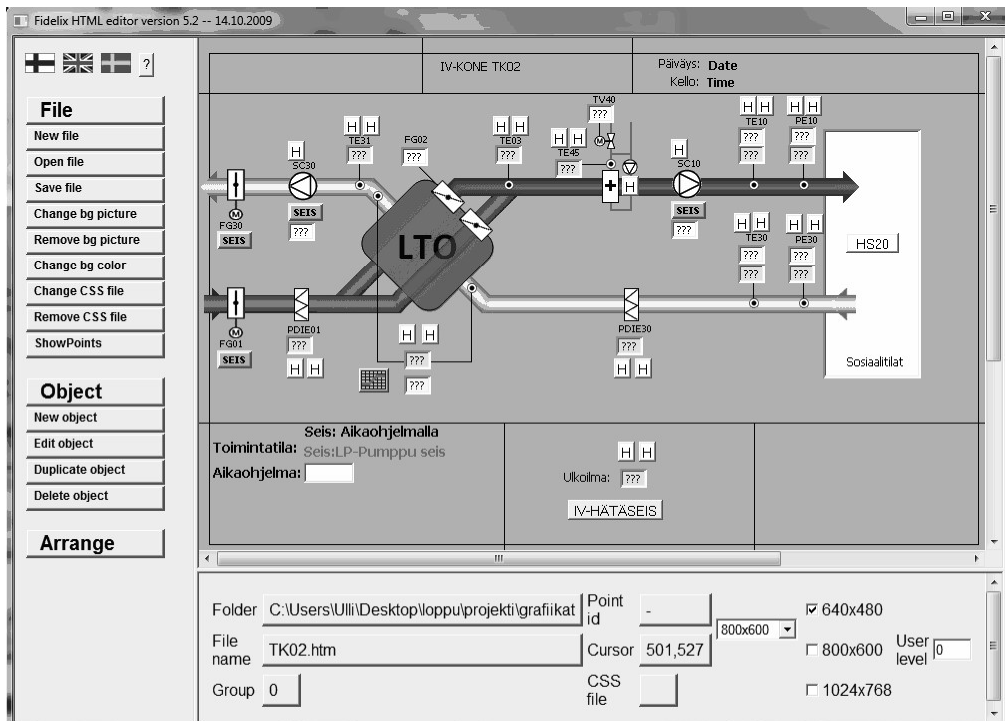 Fidelix HTML editor version 5.2 -- 14.10.2009
?
File
New file
Open file
Save file
Change bg picture
Remove bg picture
Change bg color
Change CSS file
Remove CSS file
ShowPoints
Object
New object
Edit object
Duplicate object
Delete object
Arrange
IV-KONE TK02
Päiväys: Date
Kello: Time
TV40
???
H H
TE10
???
???
H H
PE10
???
???
H H
TE31
???
FG02
???
H H
TE03
???
H H
TE45
???
M
H
H
SC30
SEIS
???
H
SC10
SEIS
???
M
FG30
SEIS
LTO
H H
TE30
???
???
H H
PE30
???
???
HS20
Sosiaalitilat
M
FG01
SEIS
PDIE01
???
H H
H H
???
???
PDIE30
???
H H
Seis: Aikaohjelmalla
Toimintatila: Seis:LP-Pumppu seis
Aikaohjelma:
H H
Ulkoilma: ???
IV-HÄTÄSEIS
Folder C:\Users\Ulli\Desktop\loppu\projekti\grafiikat
Point id -
800x600
640x480
File name TK02.htm
Cursor 501,527
800x600
User level 0
Group 0
CSS file
1024x768